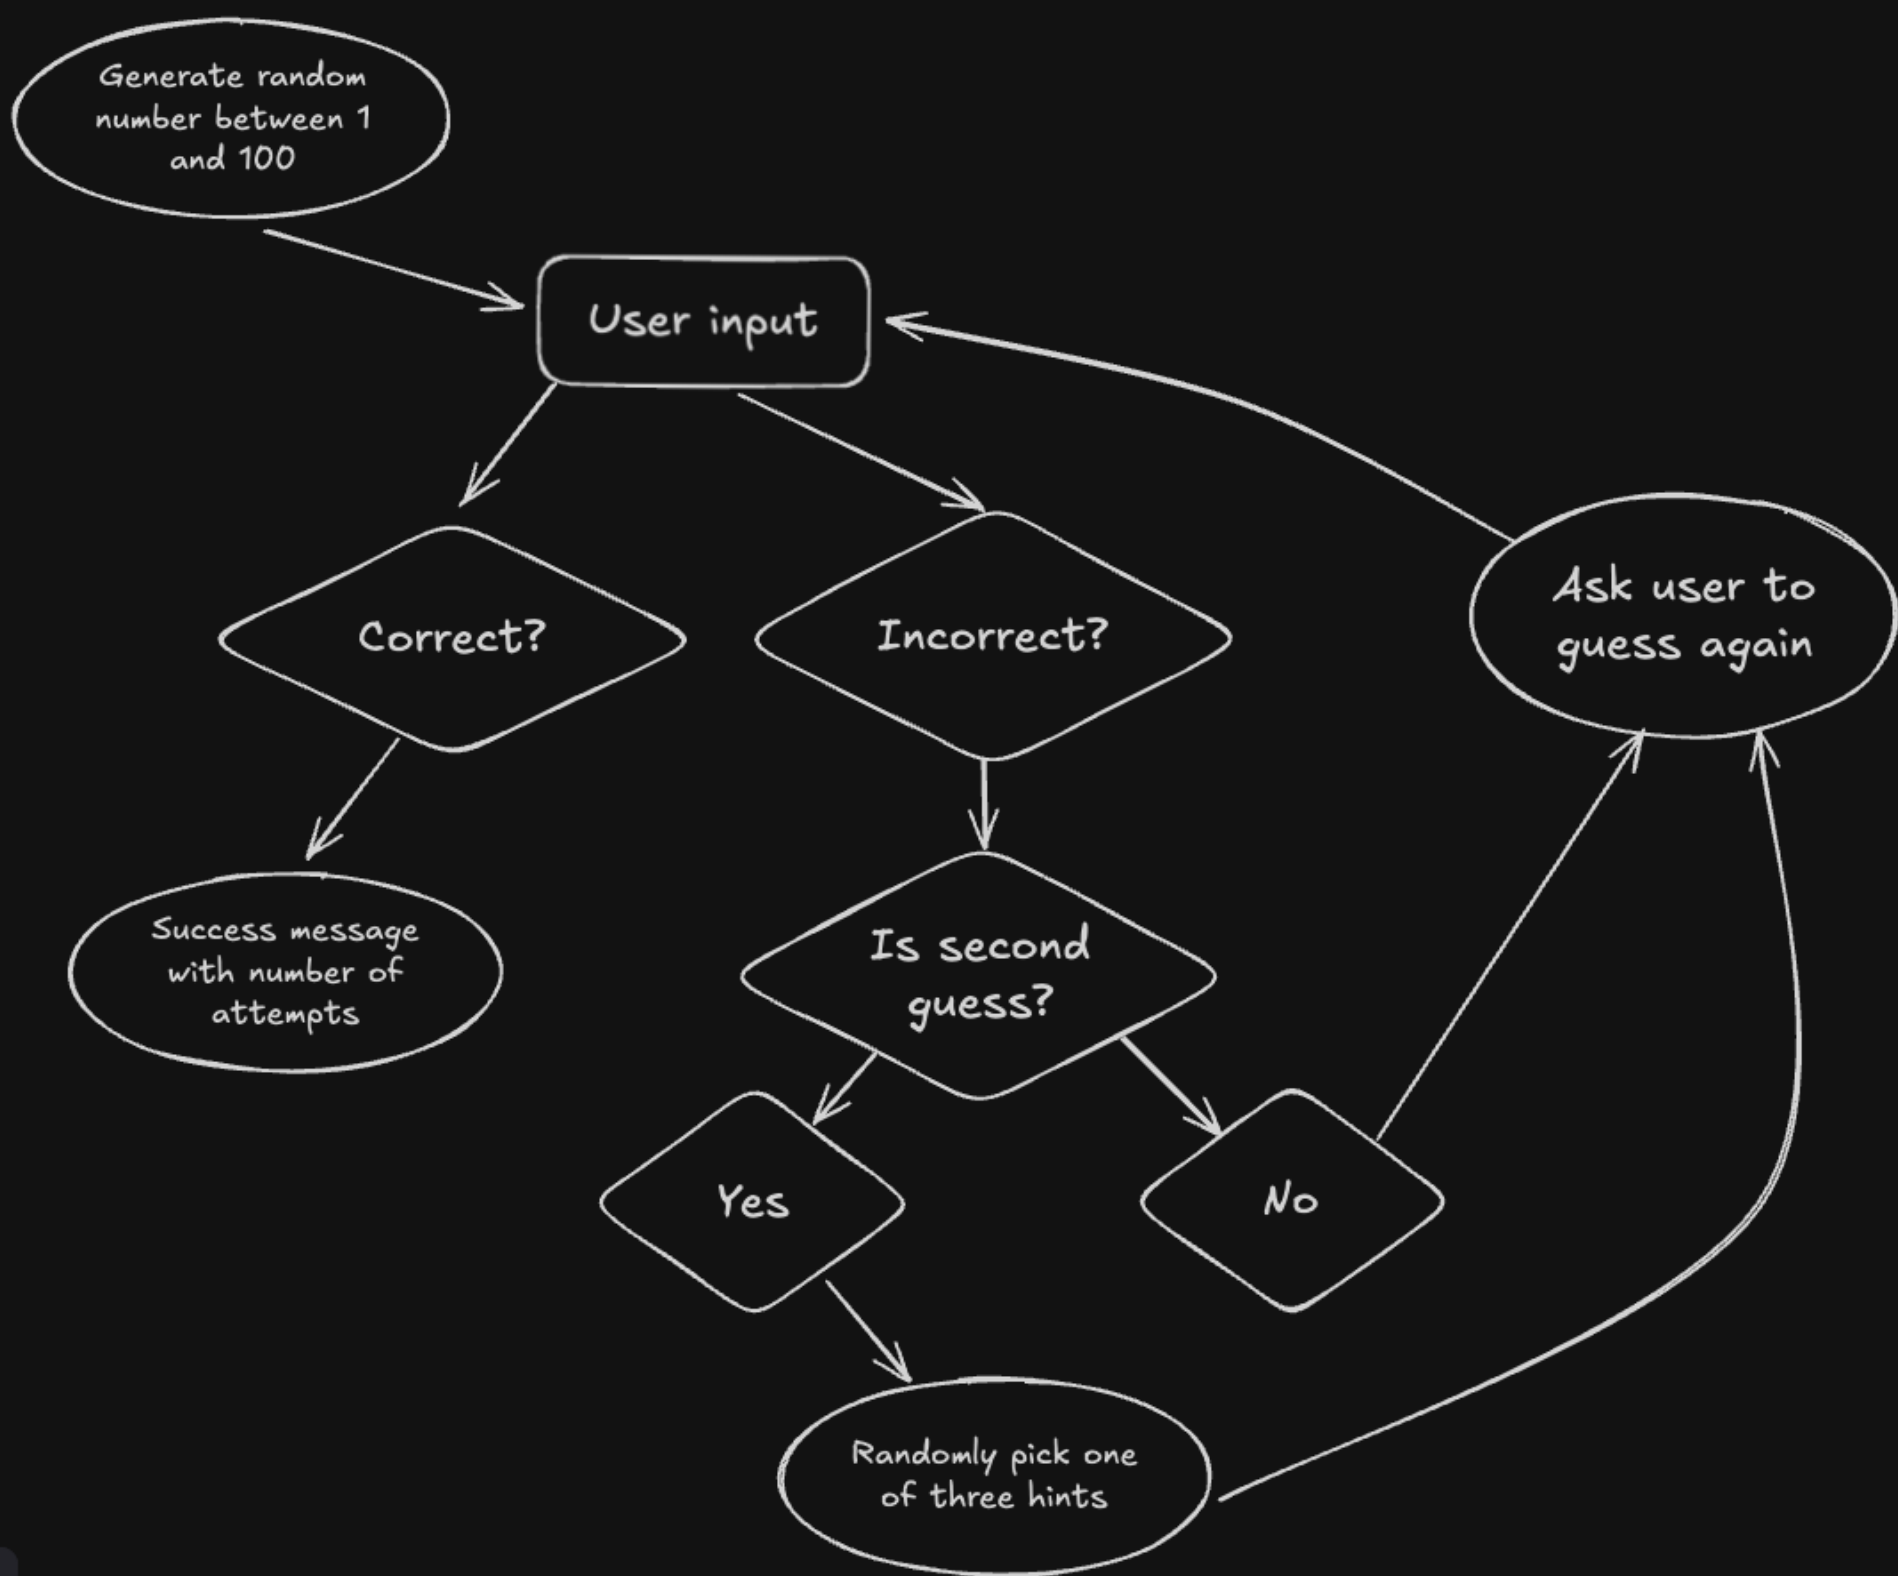 Generate random
number between 1
and 100
User input
Correct?
Incorrect?
Ask user to
guess again
Success message
with number of
attempts
Is second
guess?
Yes
No
Randomly pick one
of three hints